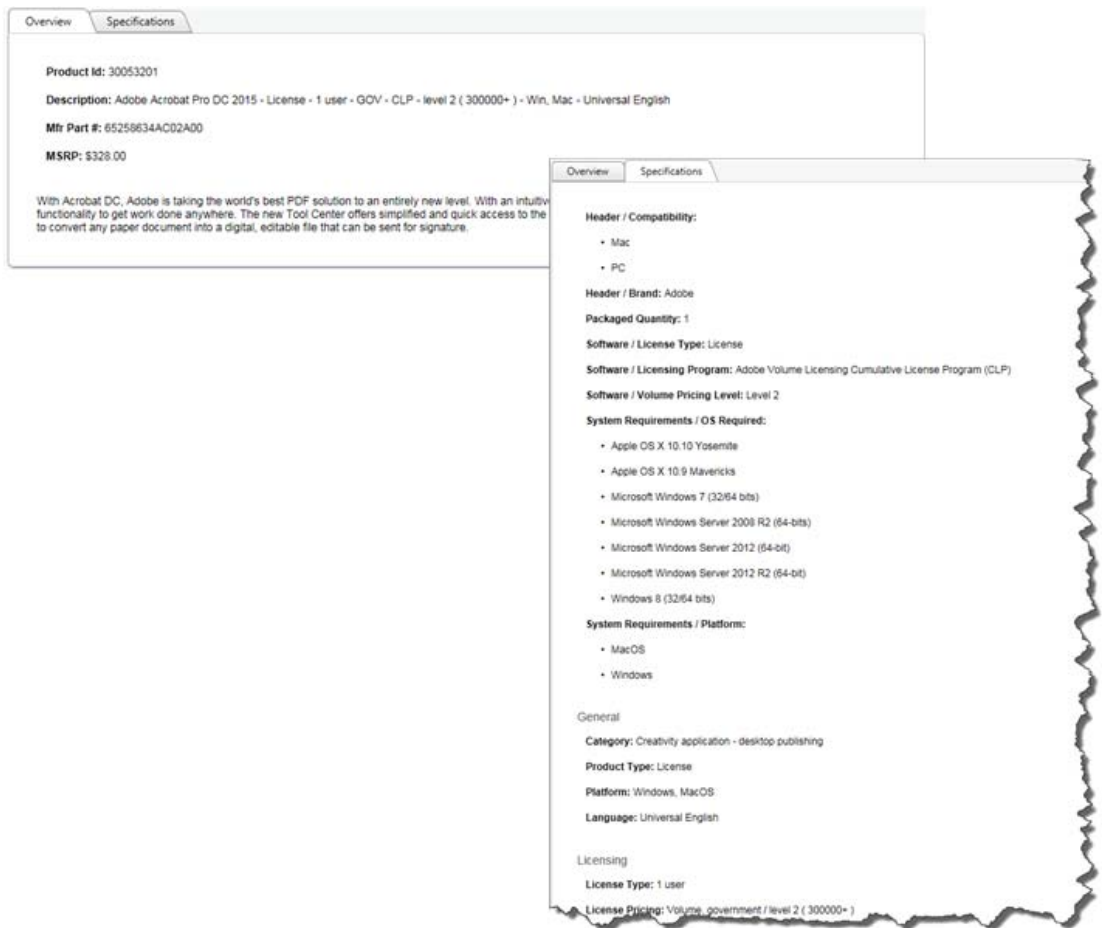 Overview Specifications
Product Id: 30053201
Description: Adobe Acrobat Pro DC 2015 - License - 1 user - GOV - CLP - level 2 ( 300000+ ) - Win, Mac - Universal English
Mfr Part #: 65258634AC02A00
MSRP: $328.00
With Acrobat DC, Adobe is taking the world's best PDF solution to an entirely new level. With an intuitive
functionality to get work done anywhere. The new Tool Center offers simplified and quick access to the
to convert any paper document into a digital, editable file that can be sent for signature.
Overview Specifications
Header / Compatibility:
• Mac
• PC
Header / Brand: Adobe
Packaged Quantity: 1
Software / License Type: License
Software / Licensing Program: Adobe Volume Licensing Cumulative License Program (CLP)
Software / Volume Pricing Level: Level 2
System Requirements / OS Required:
• Apple OS X 10.10 Yosemite
• Apple OS X 10.9 Mavericks
• Microsoft Windows 7 (32/64 bits)
• Microsoft Windows Server 2008 R2 (64-bits)
• Microsoft Windows Server 2012 (64-bit)
• Microsoft Windows Server 2012 R2 (64-bit)
• Windows 8 (32/64 bits)
System Requirements / Platform:
• MacOS
• Windows
General
Category: Creativity application - desktop publishing
Product Type: License
Platform: Windows, MacOS
Language: Universal English
Licensing
License Type: 1 user
License Pricing: Volume, government / level 2 ( 300000+ )